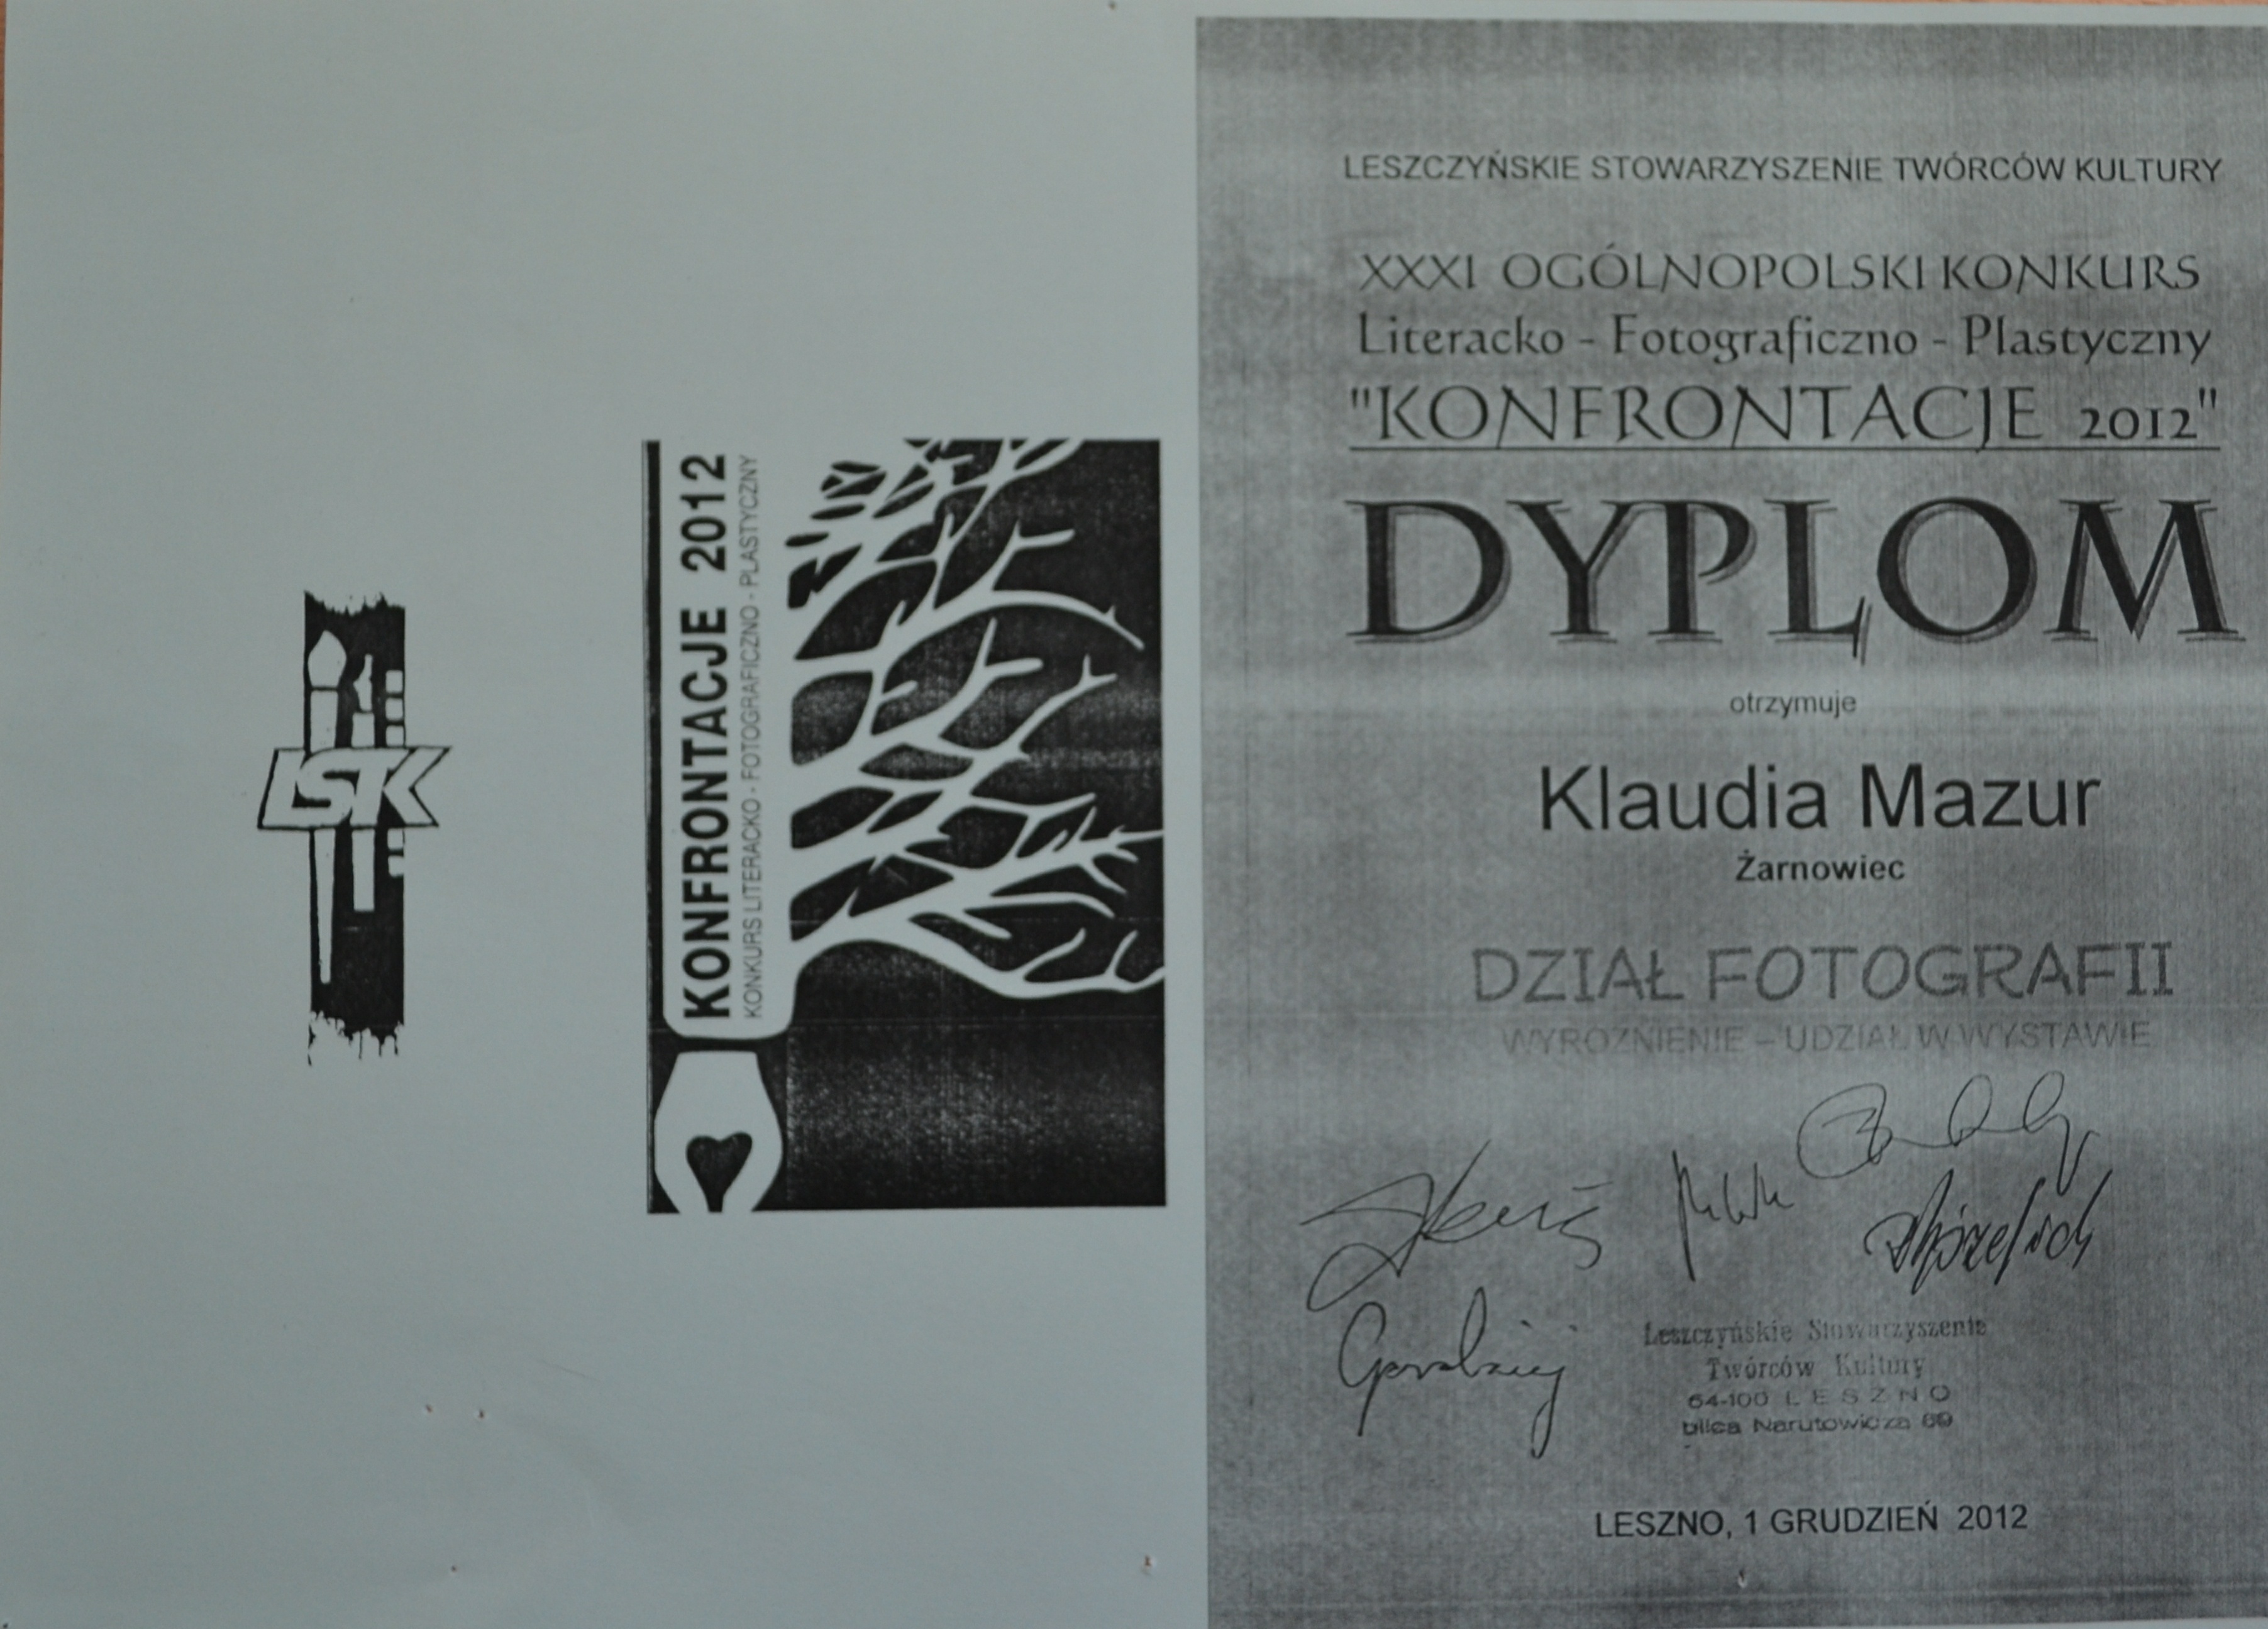 LSTK
KONFRONTACJE 2012
KONKURS LITERACKO - FOTOGRAFICZNO - PLASTYCZNY
LESZCZYŃSKIE STOWARZYSZENIE TWÓRCÓW KULTURY
XXXI OGÓLNOPOLSKI KONKURS
Literacko - Fotograficzno - Plastyczny
"KONFRONTACJE 2012"
DYPLOM
otrzymuje
Klaudia Mazur
Żarnowiec
DZIAŁ FOTOGRAFII
WYRÓŻNIENIE - UDZIAŁ W WYSTAWIE
Leszczyńskie Stowarzyszenie
Twórców Kultury
64-100 LESZNO
ulica Narutowicza 69
LESZNO, 1 GRUDZIEŃ 2012